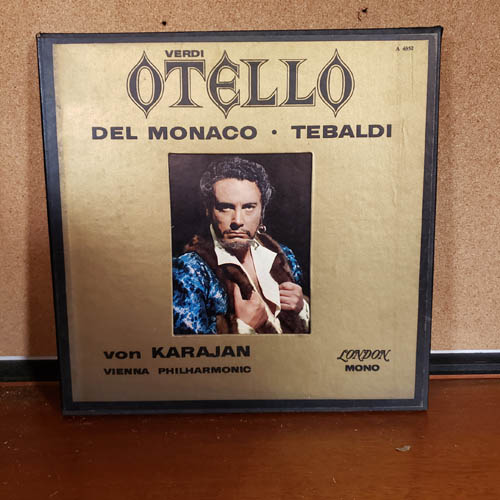 A 4352
VERDI
OTELLO
DEL MONACO · TEBALDI
von KARAJAN
VIENNA PHILHARMONIC
LONDON
MONO